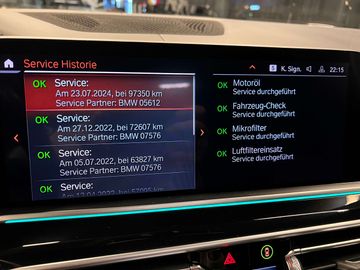 Service Historie
S K. Sign. 22:15
OK Service:
Am 23.07.2024, bei 97350 km
Service Partner: BMW 05612
OK Service:
Am 27.12.2022, bei 72607 km
Service Partner: BMW 07576
OK Service:
Am 05.07.2022, bei 63827 km
Service Partner: BMW 07576
Service:
OK Motoröl
Service durchgeführt
OK Fahrzeug-Check
Service durchgeführt
OK Mikrofilter
Service durchgeführt
OK Luftfiltereinsatz
Service durchgeführt